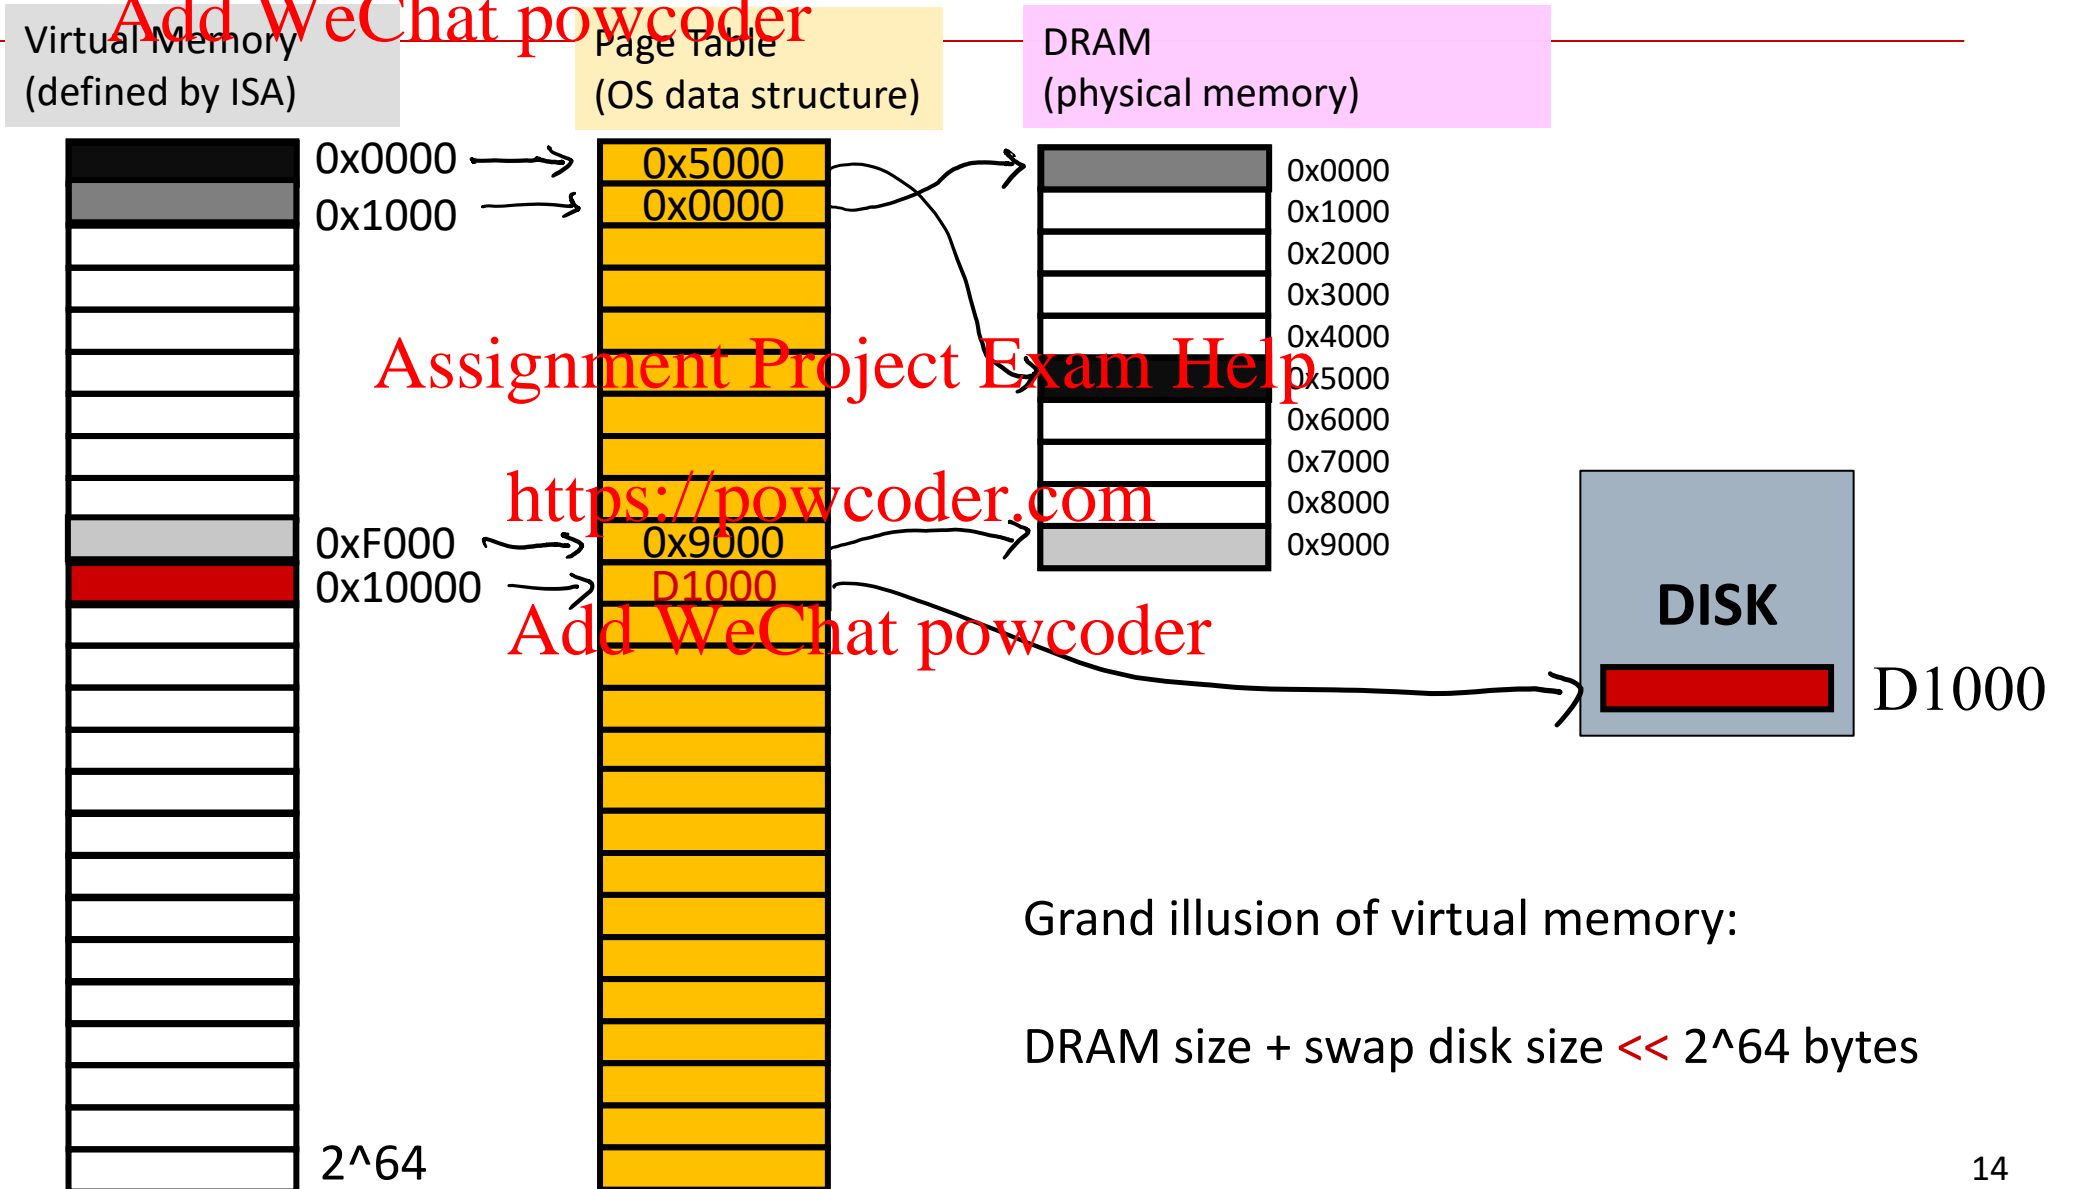 Add WeChat powcoder
Virtual Memory
(defined by ISA)
Page Table
(OS data structure)
DRAM
(physical memory)
0x0000
0x1000
0xF000
0x10000
2^64
0x5000
0x0000
0x9000
D1000
0x0000
0x1000
0x2000
0x3000
0x4000
0x5000
0x6000
0x7000
0x8000
0x9000
Assignment Project Exam Help
https://powcoder.com
Add WeChat powcoder
DISK
D1000
Grand illusion of virtual memory:
DRAM size + swap disk size << 2^64 bytes
14